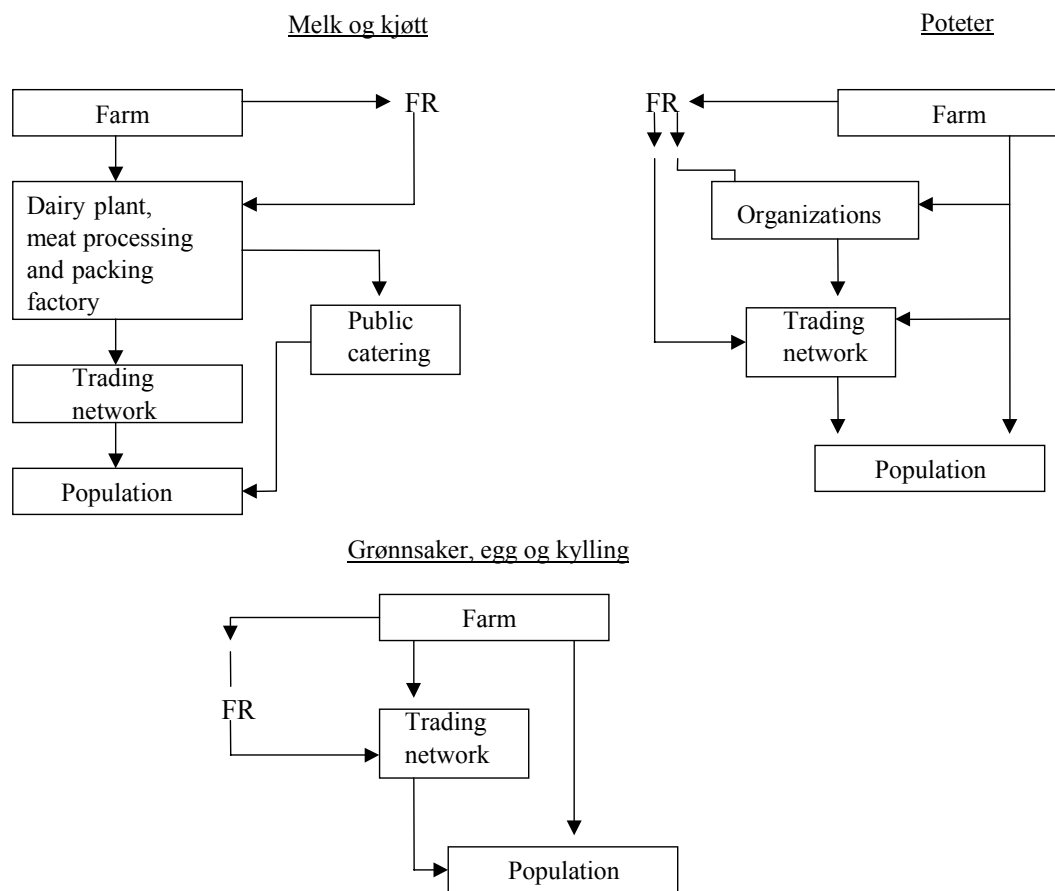 Melk og kjøtt
Farm
FR
Dairy plant,
meat processing
and packing
factory
Public
catering
Trading
network
Population
Poteter
FR
Farm
Organizations
Trading
network
Population
Grønnsaker, egg og kylling
Farm
FR
Trading
network
Population